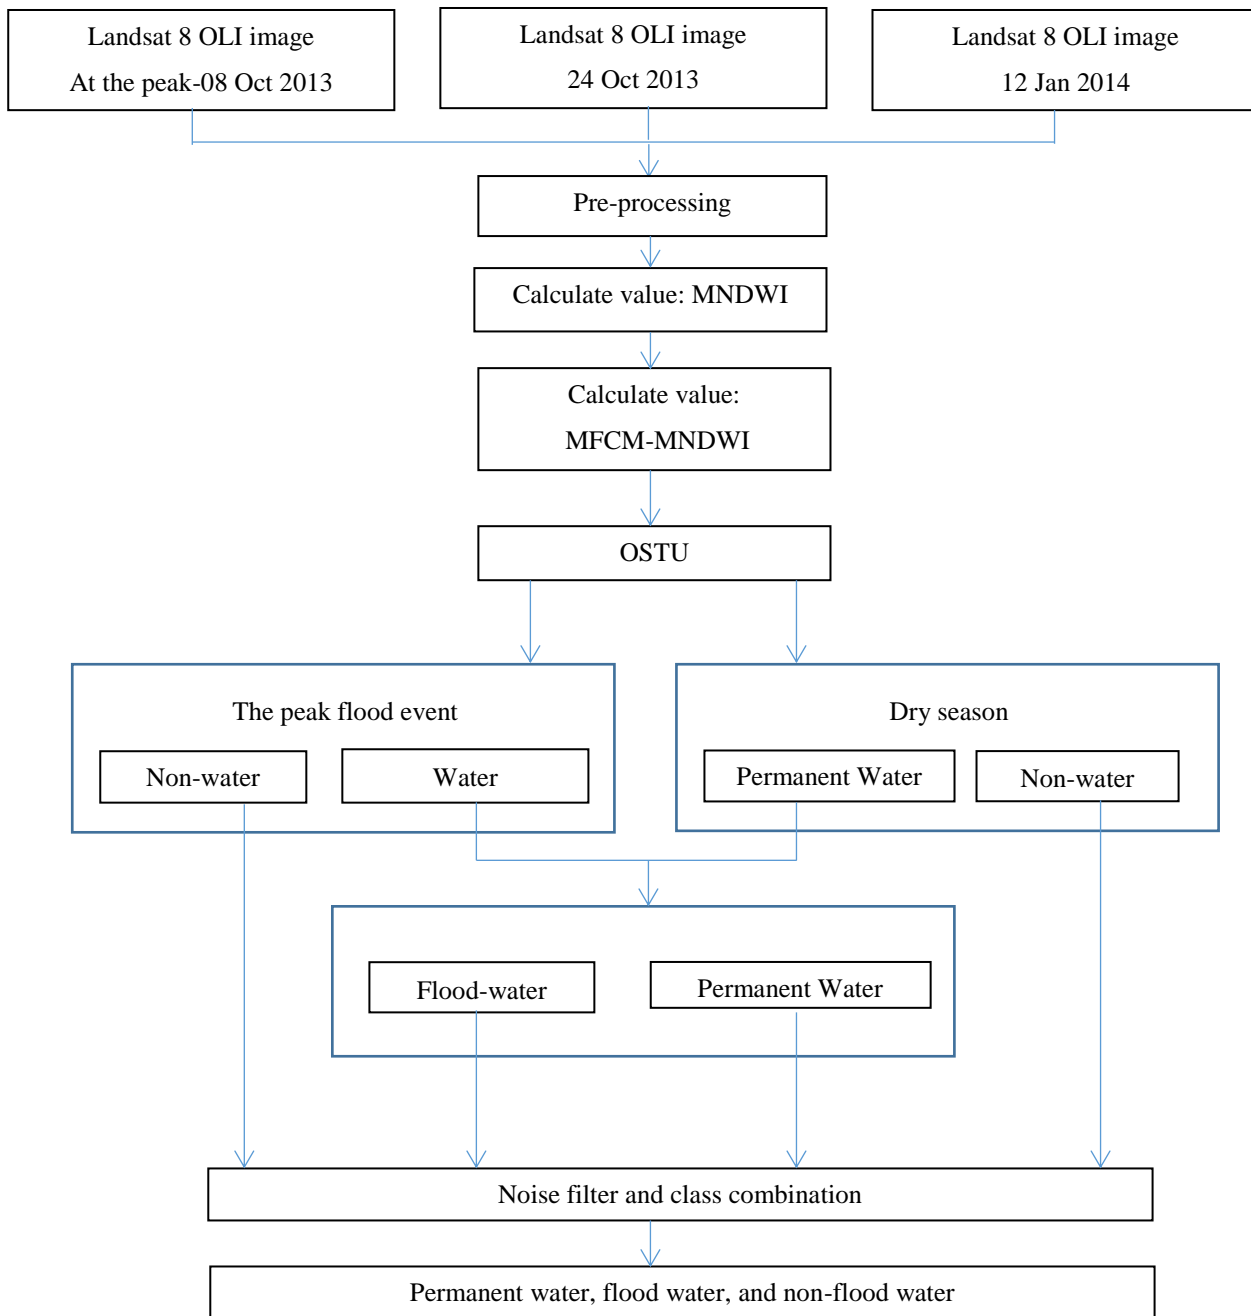 Landsat 8 OLI image
At the peak-08 Oct 2013
Landsat 8 OLI image
24 Oct 2013
Landsat 8 OLI image
12 Jan 2014
Pre-processing
Calculate value: MNDWI
Calculate value:
MFCM-MNDWI
OSTU
The peak flood event
Non-water
Water
Dry season
Permanent Water
Non-water
Flood-water
Permanent Water
Noise filter and class combination
Permanent water, flood water, and non-flood water